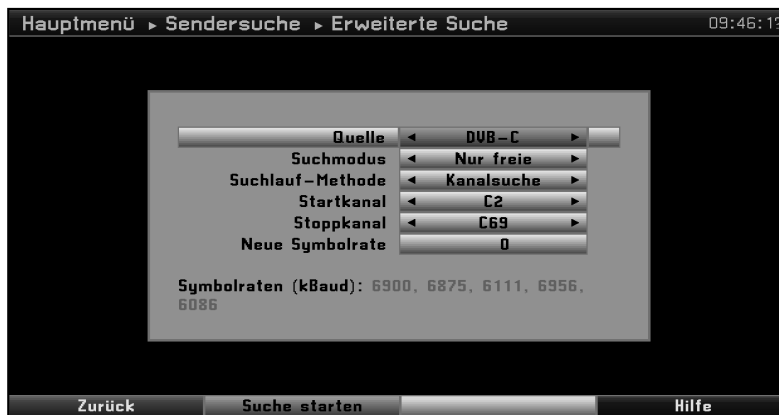 Hauptmenü ▸ Sendersuche ▸ Erweiterte Suche 09:46:13
Quelle ◂ DVB-C ▸
Suchmodus ◂ Nur freie ▸
Suchlauf-Methode ◂ Kanalsuche ▸
Startkanal ◂ C2 ▸
Stoppkanal ◂ C69 ▸
Neue Symbolrate 0
Symbolraten (kBaud): 6900, 6875, 6111, 6956,
6086
Zurück Suche starten Hilfe